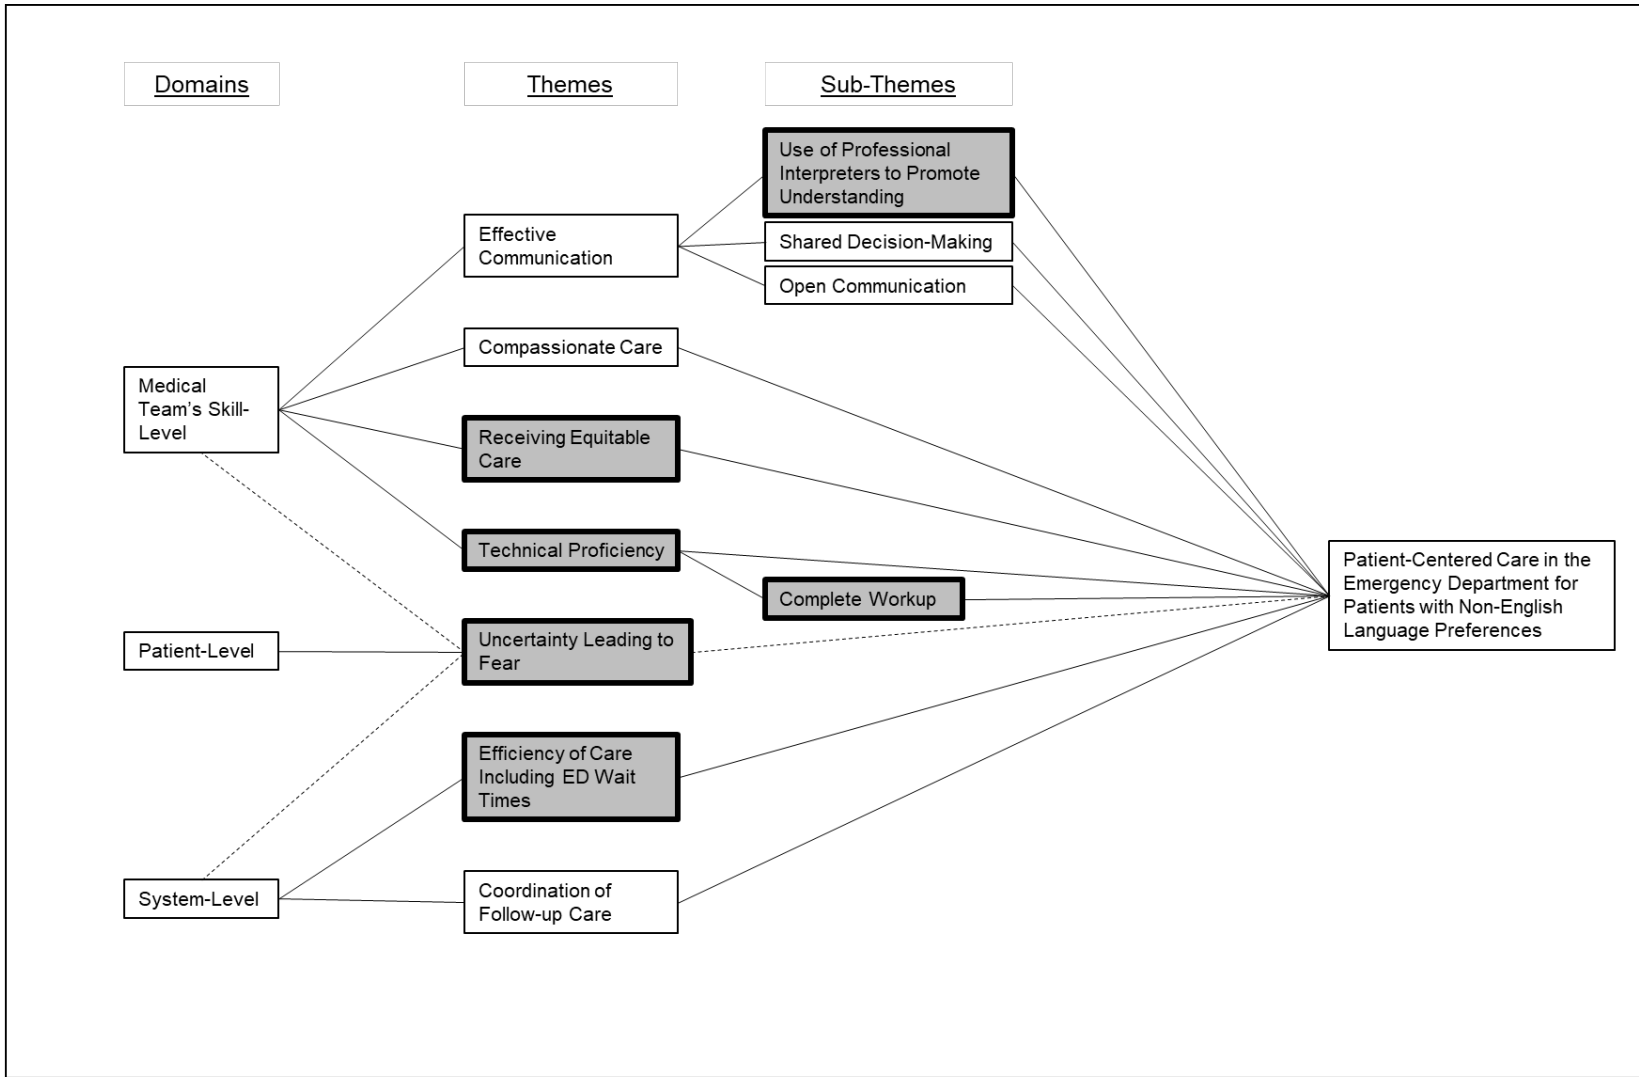 Domains
Themes
Sub-Themes
Use of Professional
Interpreters to Promote
Understanding
Effective
Communication
Shared Decision-Making
Open Communication
Compassionate Care
Medical
Team’s Skill-
Level
Receiving Equitable
Care
Technical Proficiency
Complete Workup
Patient-Centered Care in the
Emergency Department for
Patients with Non-English
Language Preferences
Patient-Level
Uncertainty Leading to
Fear
Efficiency of Care
Including ED Wait
Times
System-Level
Coordination of
Follow-up Care